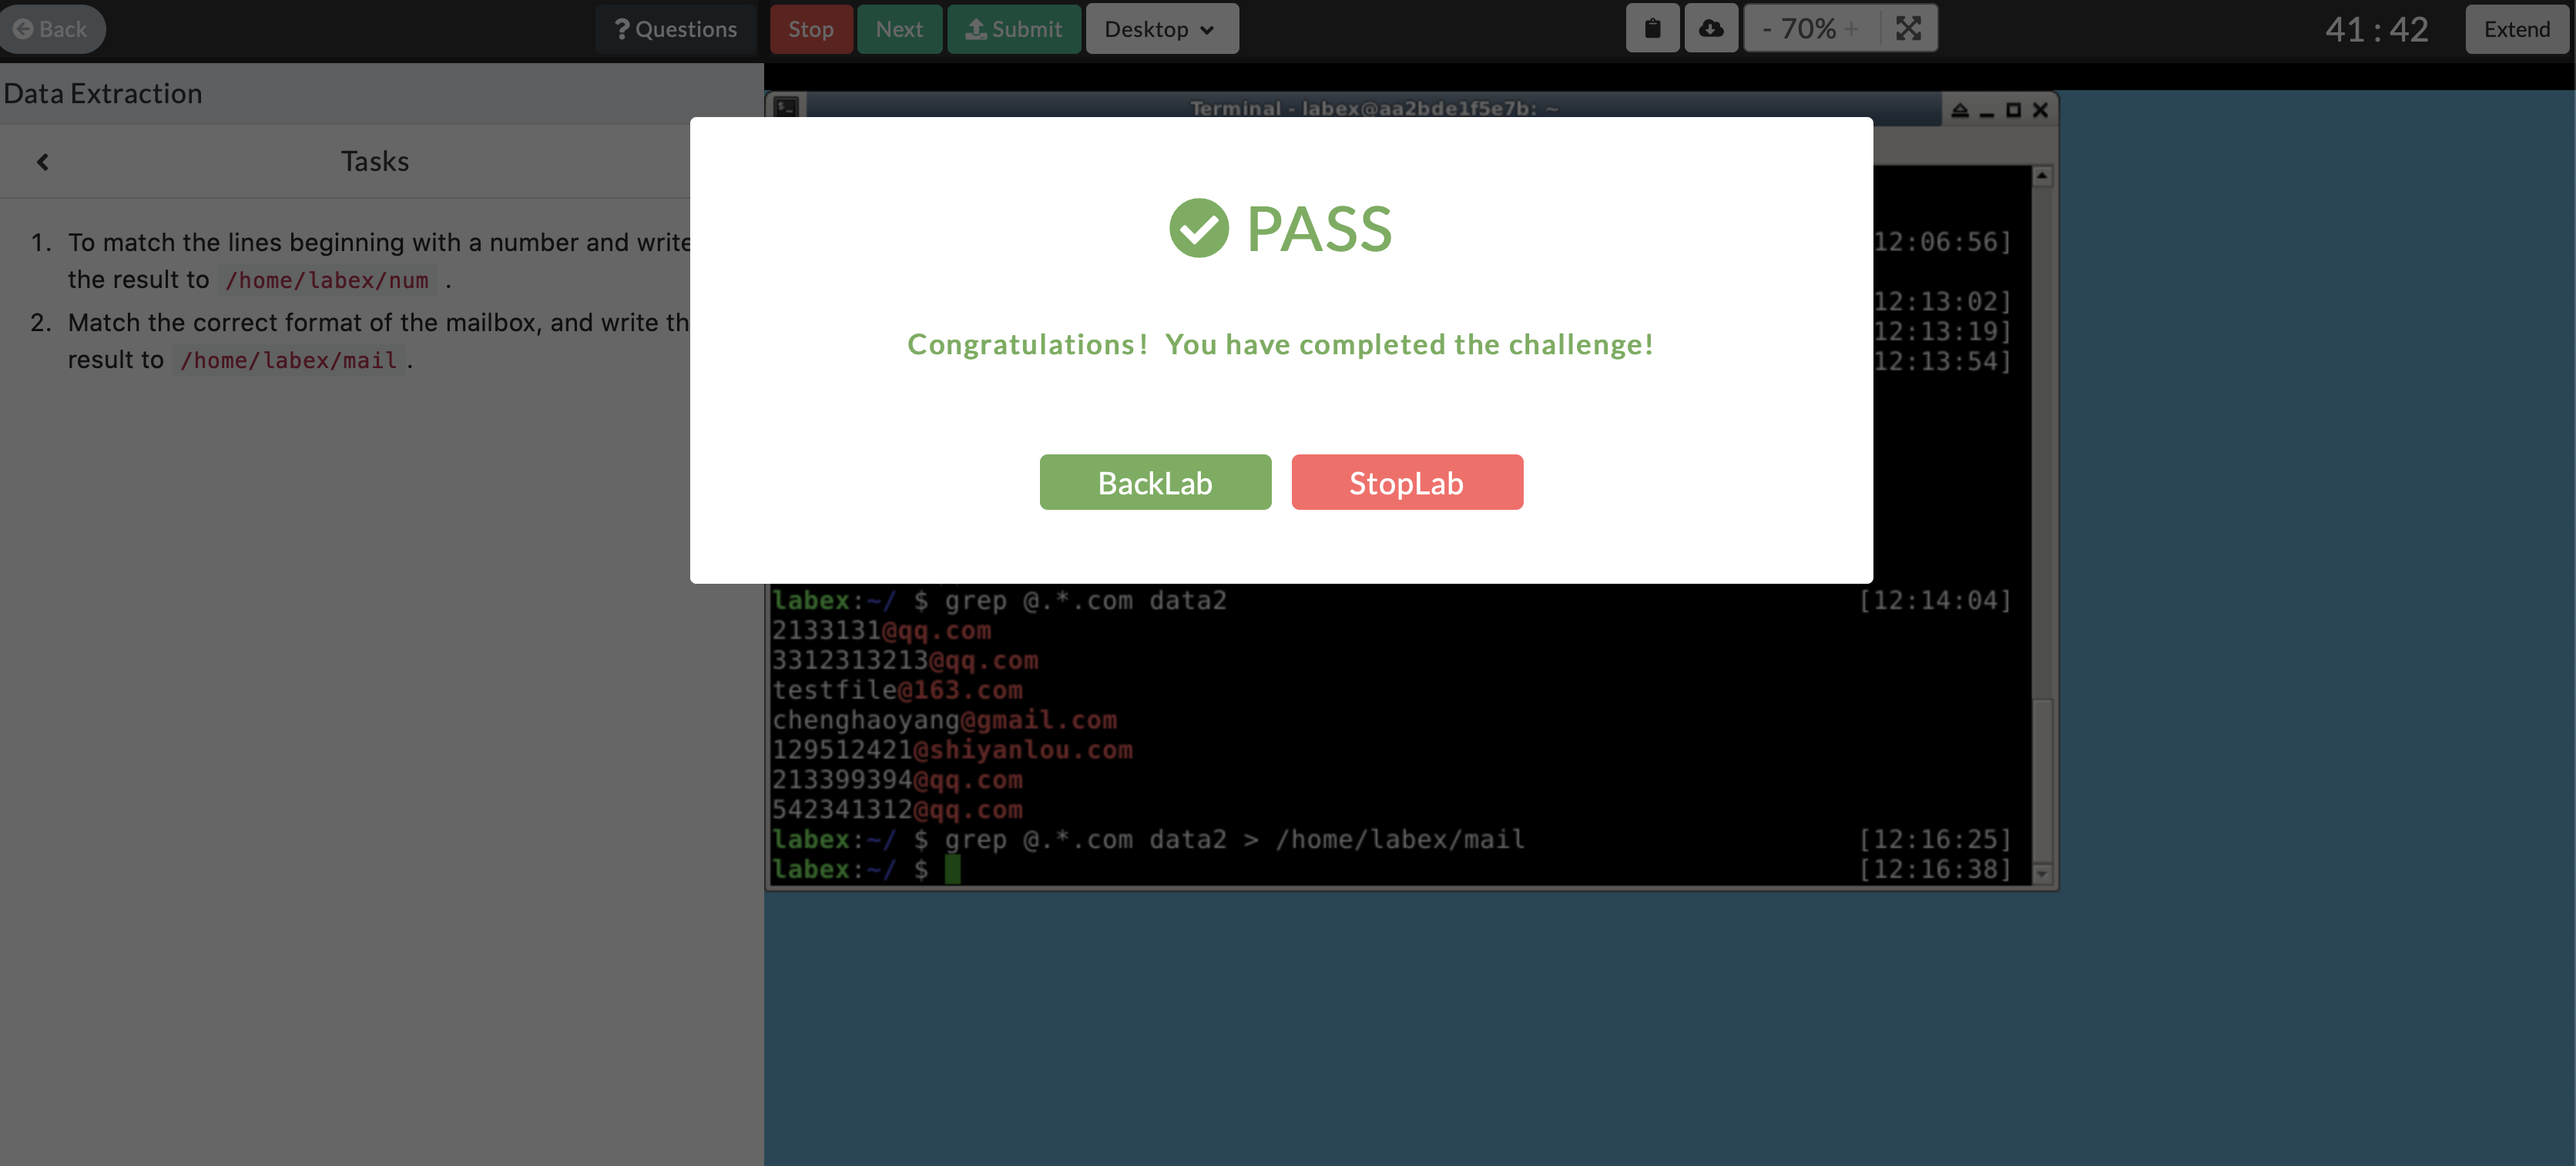 Back
? Questions
Stop
Next
Submit
Desktop
- 70% +
41 : 42
Extend
Data Extraction
Tasks
1. To match the lines beginning with a number and write
the result to /home/labex/num .
2. Match the correct format of the mailbox, and write th
result to /home/labex/mail .
Terminal - labex@aa2bde1f5e7b: ~
12:06:56]
12:13:02]
12:13:19]
12:13:54]
PASS
Congratulations! You have completed the challenge!
BackLab
StopLab
labex:~/ $ grep @.*.com data2 [12:14:04]
2133131@qq.com
3312313213@qq.com
testfile@163.com
chenghaoyang@gmail.com
129512421@shiyanlou.com
213399394@qq.com
542341312@qq.com
labex:~/ $ grep @.*.com data2 > /home/labex/mail [12:16:25]
labex:~/ $ [12:16:38]